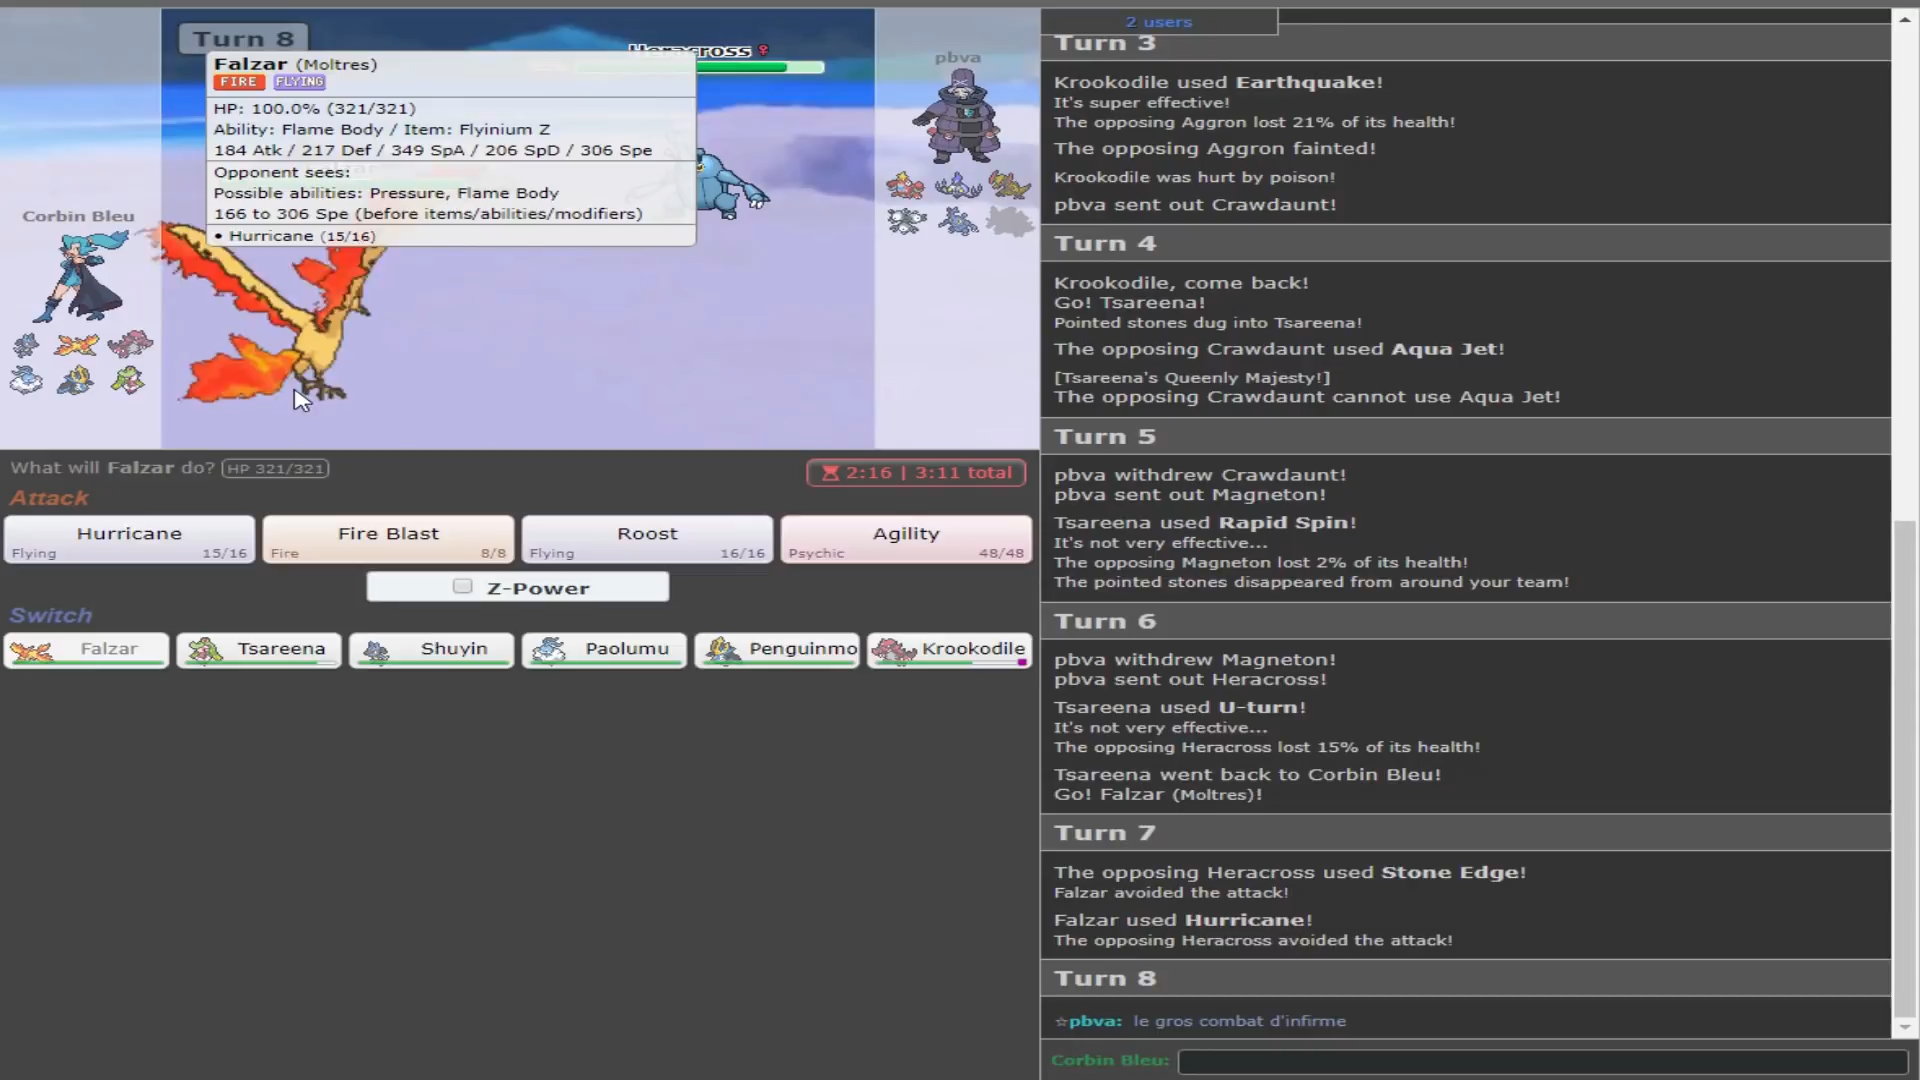 Turn 8
Heracross ♀
Falzar (Moltres)
FIRE FLYING
HP: 100.0% (321/321)
Ability: Flame Body / Item: Flyinium Z
184 Atk / 217 Def / 349 SpA / 206 SpD / 306 Spe
Opponent sees:
Possible abilities: Pressure, Flame Body
166 to 306 Spe (before items/abilities/modifiers)
• Hurricane (15/16)
Corbin Bleu
pbva
What will Falzar do? HP 321/321
2:16 | 3:11 total
Attack
Hurricane
Flying 15/16
Fire Blast
Fire 8/8
Roost
Flying 16/16
Agility
Psychic 48/48
Z-Power
Switch
Falzar
Tsareena
Shuyin
Paolumu
Penguinmo
Krookodile
2 users
Turn 3
Krookodile used Earthquake!
It's super effective!
The opposing Aggron lost 21% of its health!
The opposing Aggron fainted!
Krookodile was hurt by poison!
pbva sent out Crawdaunt!
Turn 4
Krookodile, come back!
Go! Tsareena!
Pointed stones dug into Tsareena!
The opposing Crawdaunt used Aqua Jet!
[Tsareena's Queenly Majesty!]
The opposing Crawdaunt cannot use Aqua Jet!
Turn 5
pbva withdrew Crawdaunt!
pbva sent out Magneton!
Tsareena used Rapid Spin!
It's not very effective...
The opposing Magneton lost 2% of its health!
The pointed stones disappeared from around your team!
Turn 6
pbva withdrew Magneton!
pbva sent out Heracross!
Tsareena used U-turn!
It's not very effective...
The opposing Heracross lost 15% of its health!
Tsareena went back to Corbin Bleu!
Go! Falzar (Moltres)!
Turn 7
The opposing Heracross used Stone Edge!
Falzar avoided the attack!
Falzar used Hurricane!
The opposing Heracross avoided the attack!
Turn 8
☆pbva: le gros combat d'infirme
Corbin Bleu: